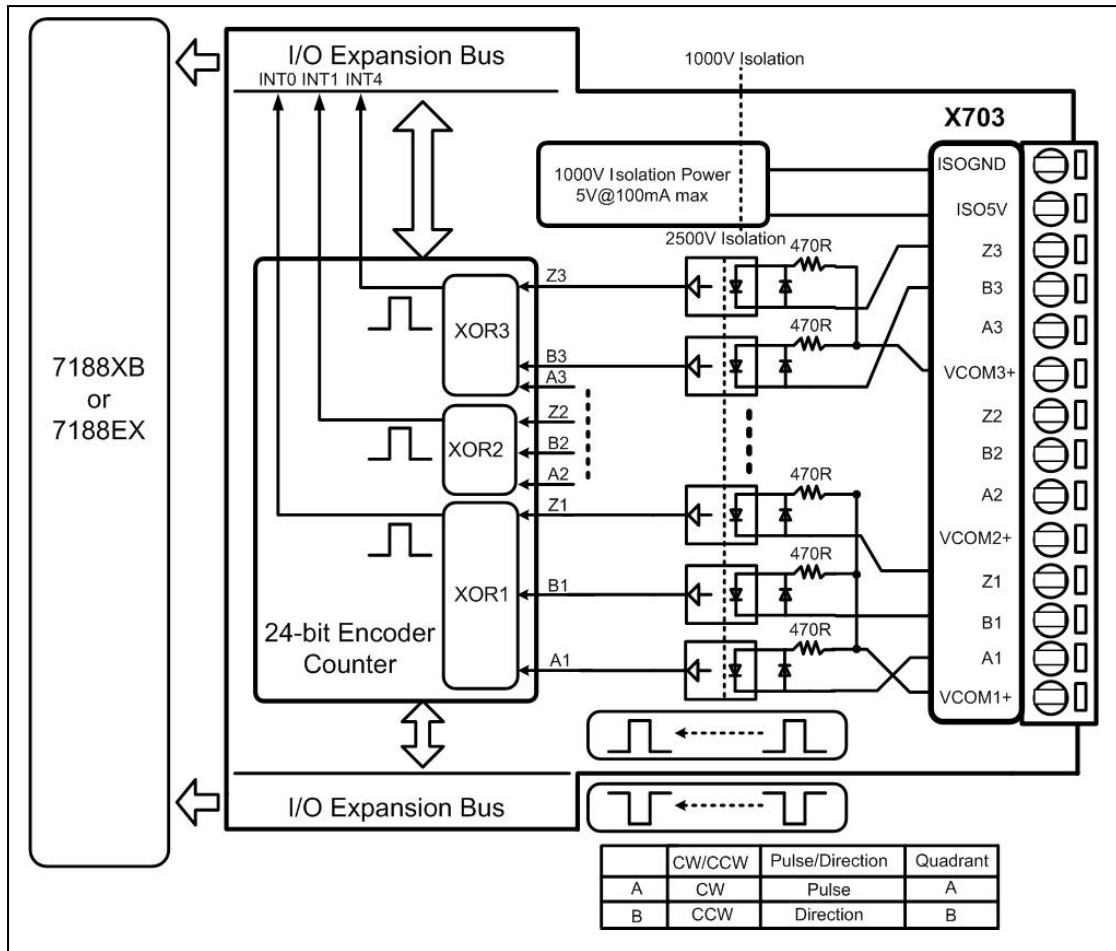 I/O Expansion Bus
INT0 INT1 INT4
1000V Isolation
X703
1000V Isolation Power
5V@100mA max
2500V Isolation
ISOGND
ISO5V
Z3
B3
A3
VCOM3+
Z2
B2
A2
VCOM2+
Z1
B1
A1
VCOM1+
470R
470R
470R
470R
470R
Z3
B3
A3
Z2
B2
A2
Z1
B1
A1
XOR3
XOR2
XOR1
24-bit Encoder
Counter
7188XB
or
7188EX
I/O Expansion Bus
CW/CCW Pulse/Direction Quadrant
A CW Pulse A
B CCW Direction B